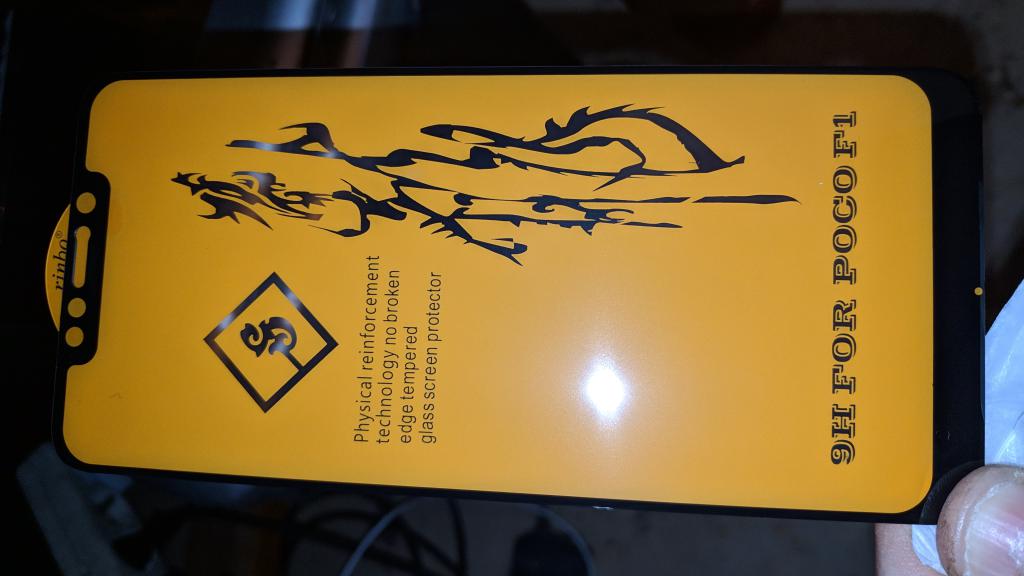 rinbo®
Physical reinforcement
technology no broken
edge tempered
glass screen protector
9H FOR POCO F1